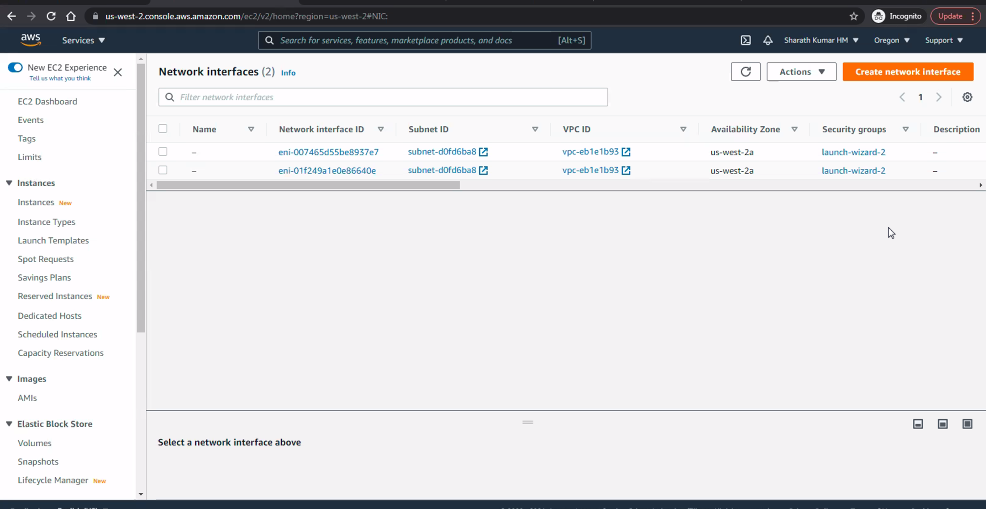 us-west-2.console.aws.amazon.com/ec2/v2/home?region=us-west-2#NIC:
Incognito
Update
aws
Services
Search for services, features, marketplace products, and docs
[Alt+S]
Sharath Kumar HM
Oregon
Support
New EC2 Experience
Tell us what you think
EC2 Dashboard
Events
Tags
Limits
Instances
Instances New
Instance Types
Launch Templates
Spot Requests
Savings Plans
Reserved Instances New
Dedicated Hosts
Scheduled Instances
Capacity Reservations
Images
AMIs
Elastic Block Store
Volumes
Snapshots
Lifecycle Manager New
Network interfaces (2) Info
Actions
Create network interface
Filter network interfaces
1
Name Network interface ID Subnet ID VPC ID Availability Zone Security groups Description
– eni-007465d55be8937e7 subnet-d0fd6ba8 vpc-eb1e1b93 us-west-2a launch-wizard-2 –
– eni-01f249a1e0e86640e subnet-d0fd6ba8 vpc-eb1e1b93 us-west-2a launch-wizard-2 –
Select a network interface above